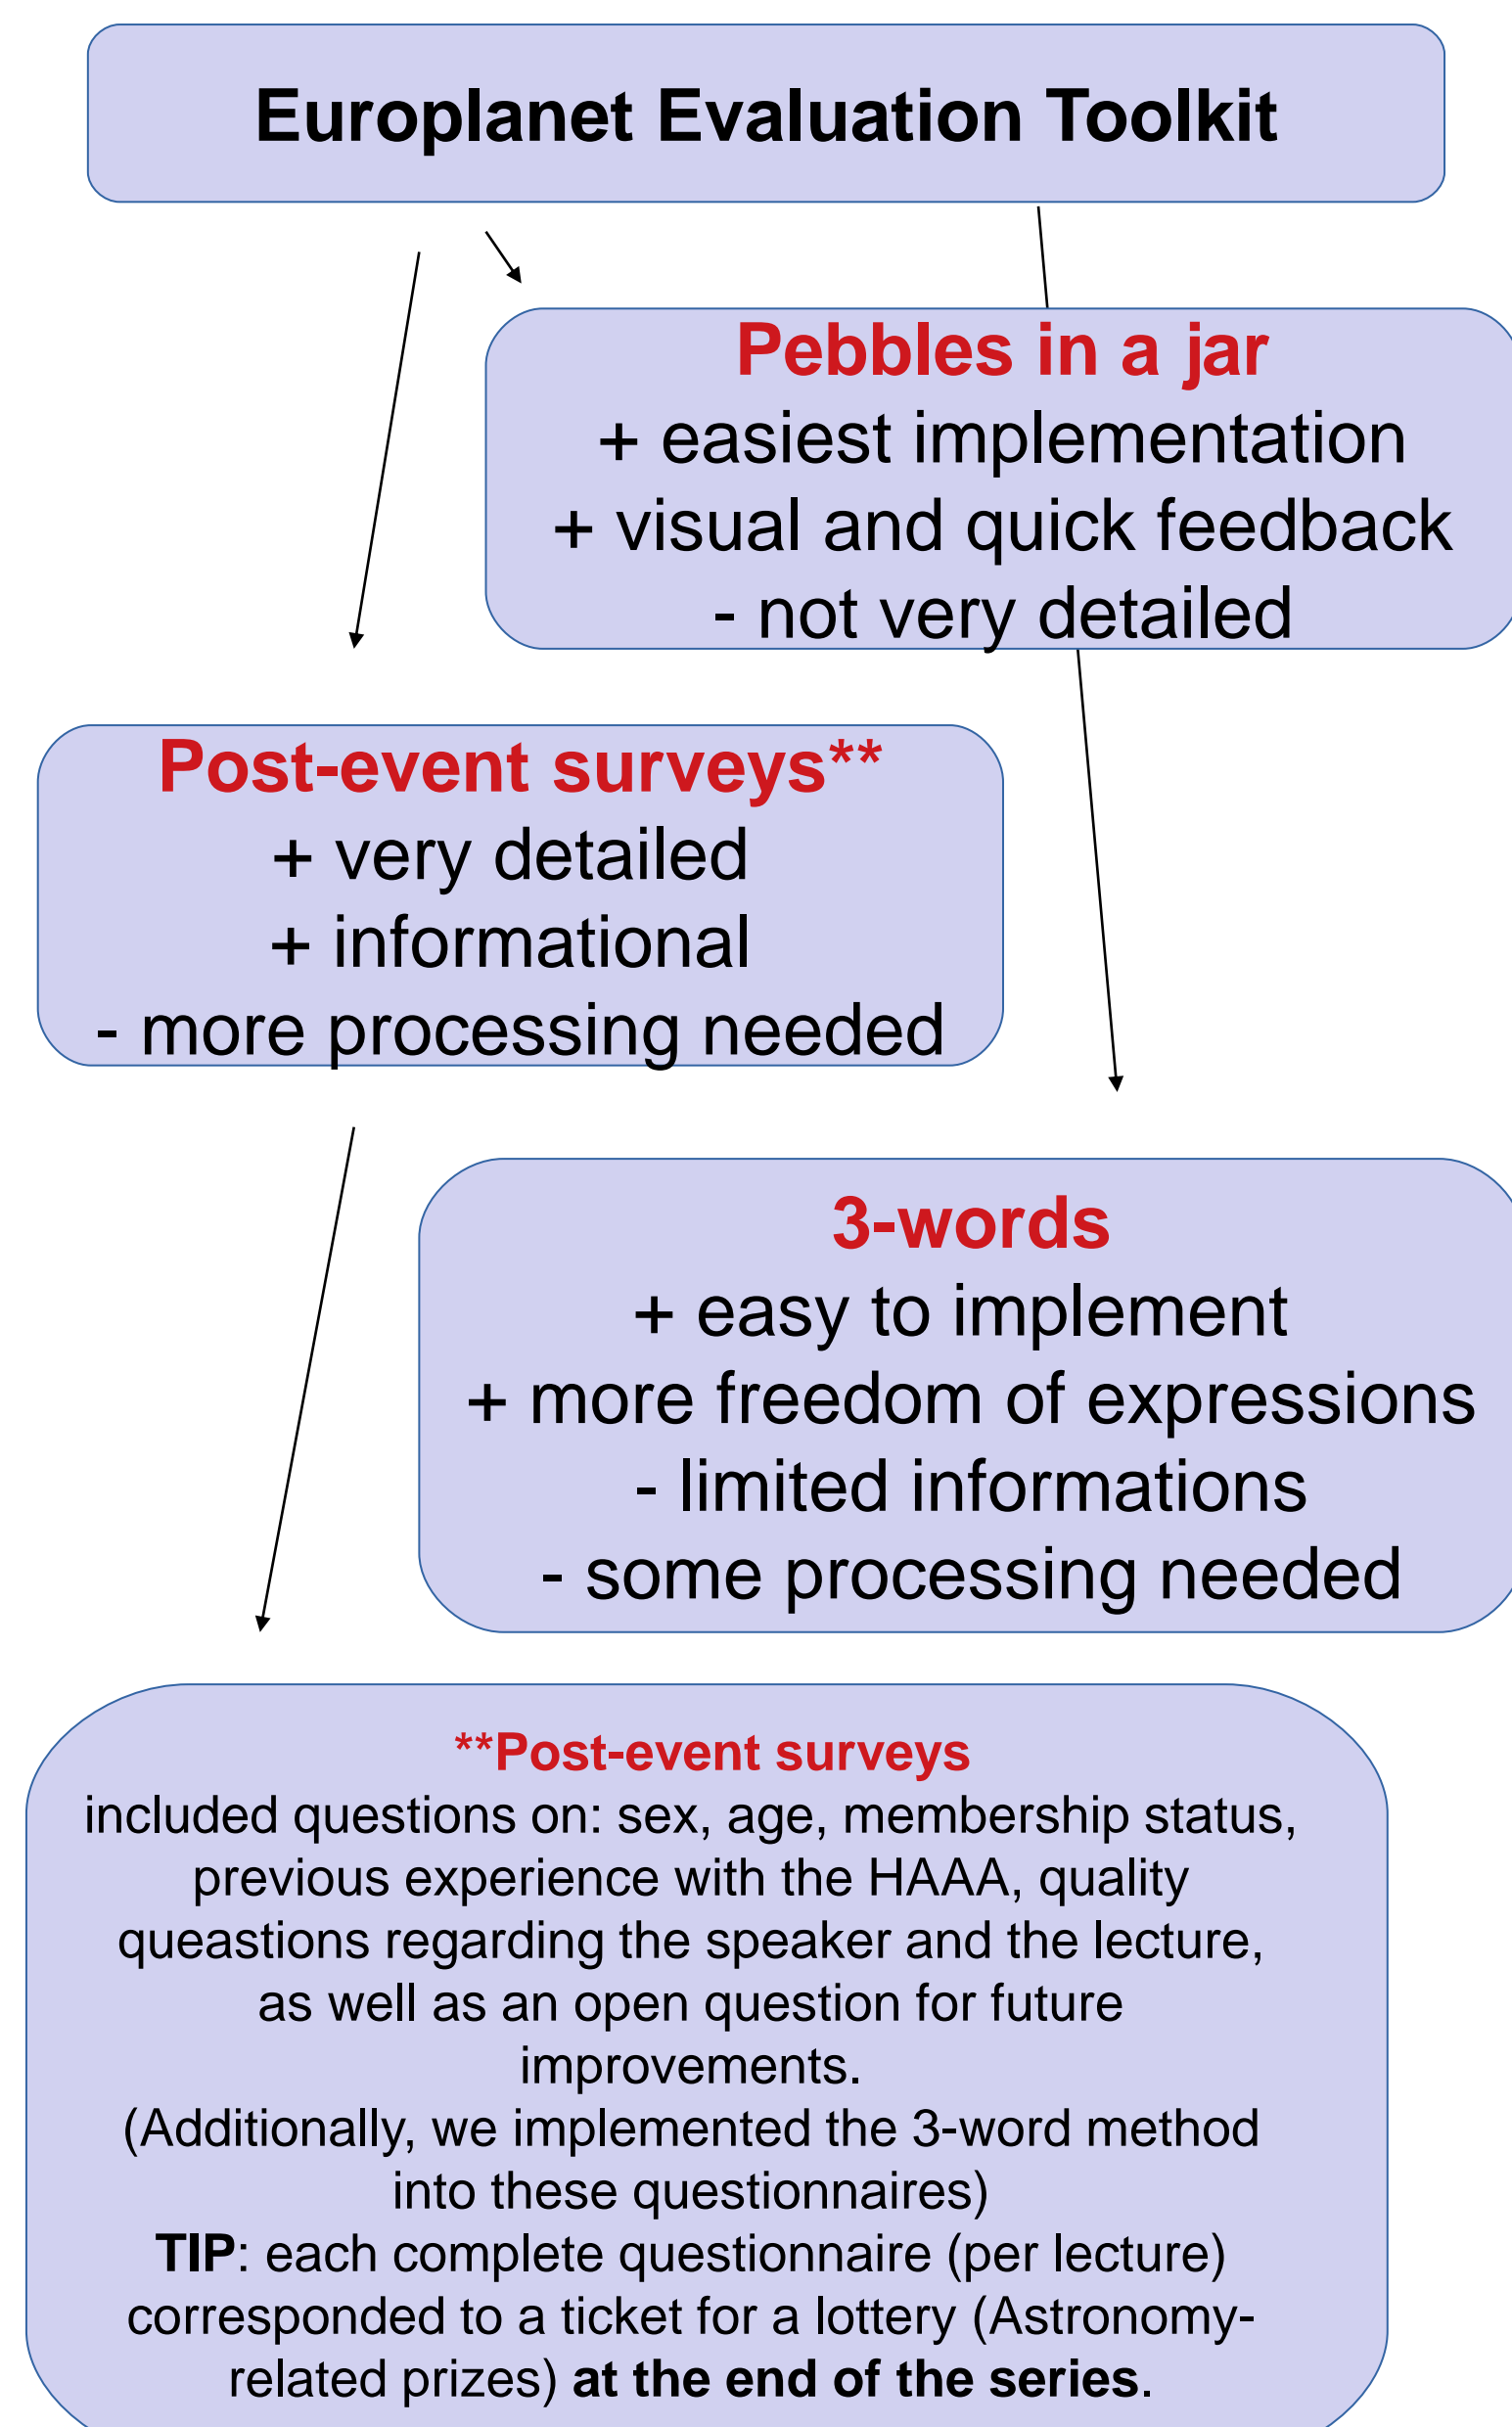 Europlanet Evaluation Toolkit
Pebbles in a jar
+ easiest implementation
+ visual and quick feedback
- not very detailed
Post-event surveys**
+ very detailed
+ informational
- more processing needed
3-words
+ easy to implement
+ more freedom of expressions
- limited informations
- some processing needed
**Post-event surveys
included questions on: sex, age, membership status,
previous experience with the HAAA, quality
queastions regarding the speaker and the lecture,
as well as an open question for future
improvements.
(Additionally, we implemented the 3-word method
into these questionnaires)
TIP: each complete questionnaire (per lecture)
corresponded to a ticket for a lottery (Astronomy-
related prizes) at the end of the series.